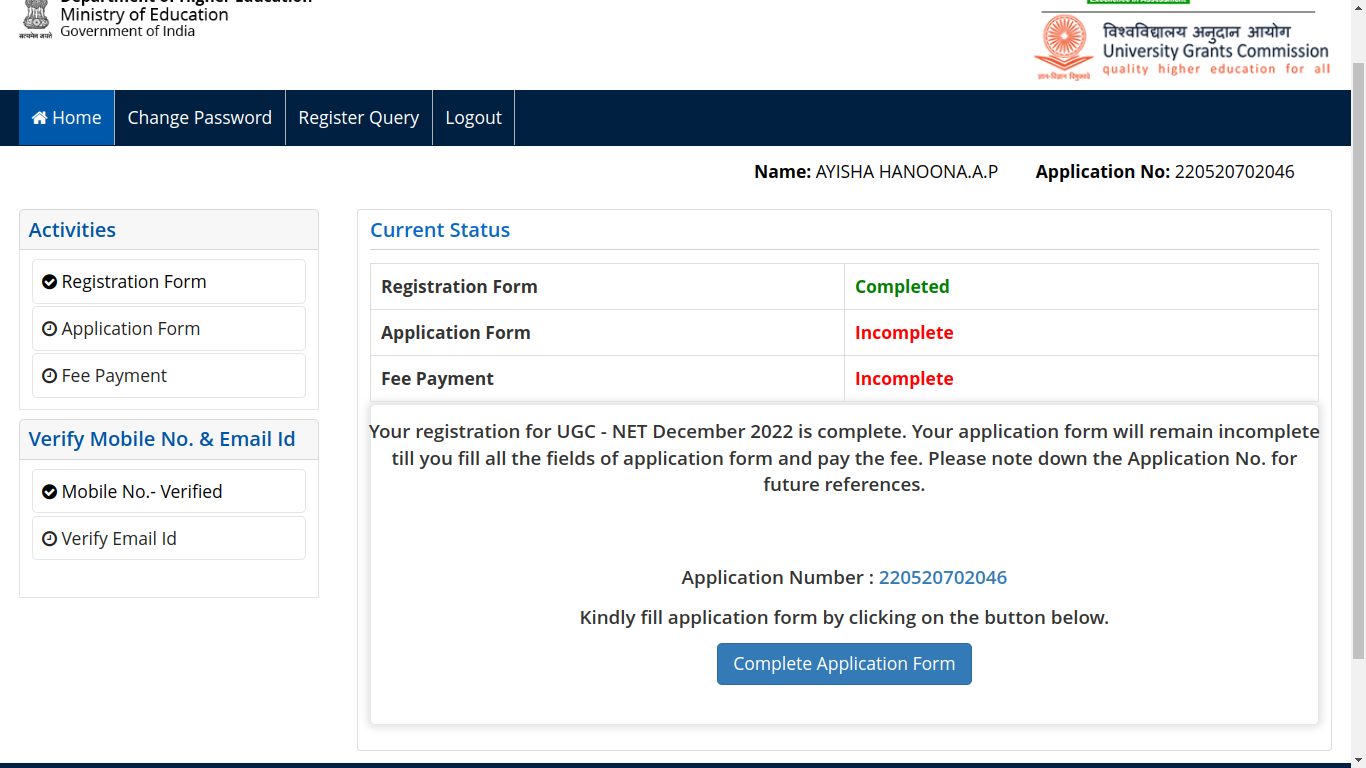 Department of Higher Education
Ministry of Education
Government of India
सत्यमेव जयते
विश्वविद्यालय अनुदान आयोग
University Grants Commission
quality higher education for all
ज्ञान-विज्ञान विमुक्तये
Home
Change Password
Register Query
Logout
Name: AYISHA HANOONA.A.P
Application No: 220520702046
Activities
Registration Form
Application Form
Fee Payment
Verify Mobile No. & Email Id
Mobile No.- Verified
Verify Email Id
Current Status
Registration Form Completed
Application Form Incomplete
Fee Payment Incomplete
Your registration for UGC - NET December 2022 is complete. Your application form will remain incomplete
till you fill all the fields of application form and pay the fee. Please note down the Application No. for
future references.
Application Number : 220520702046
Kindly fill application form by clicking on the button below.
Complete Application Form